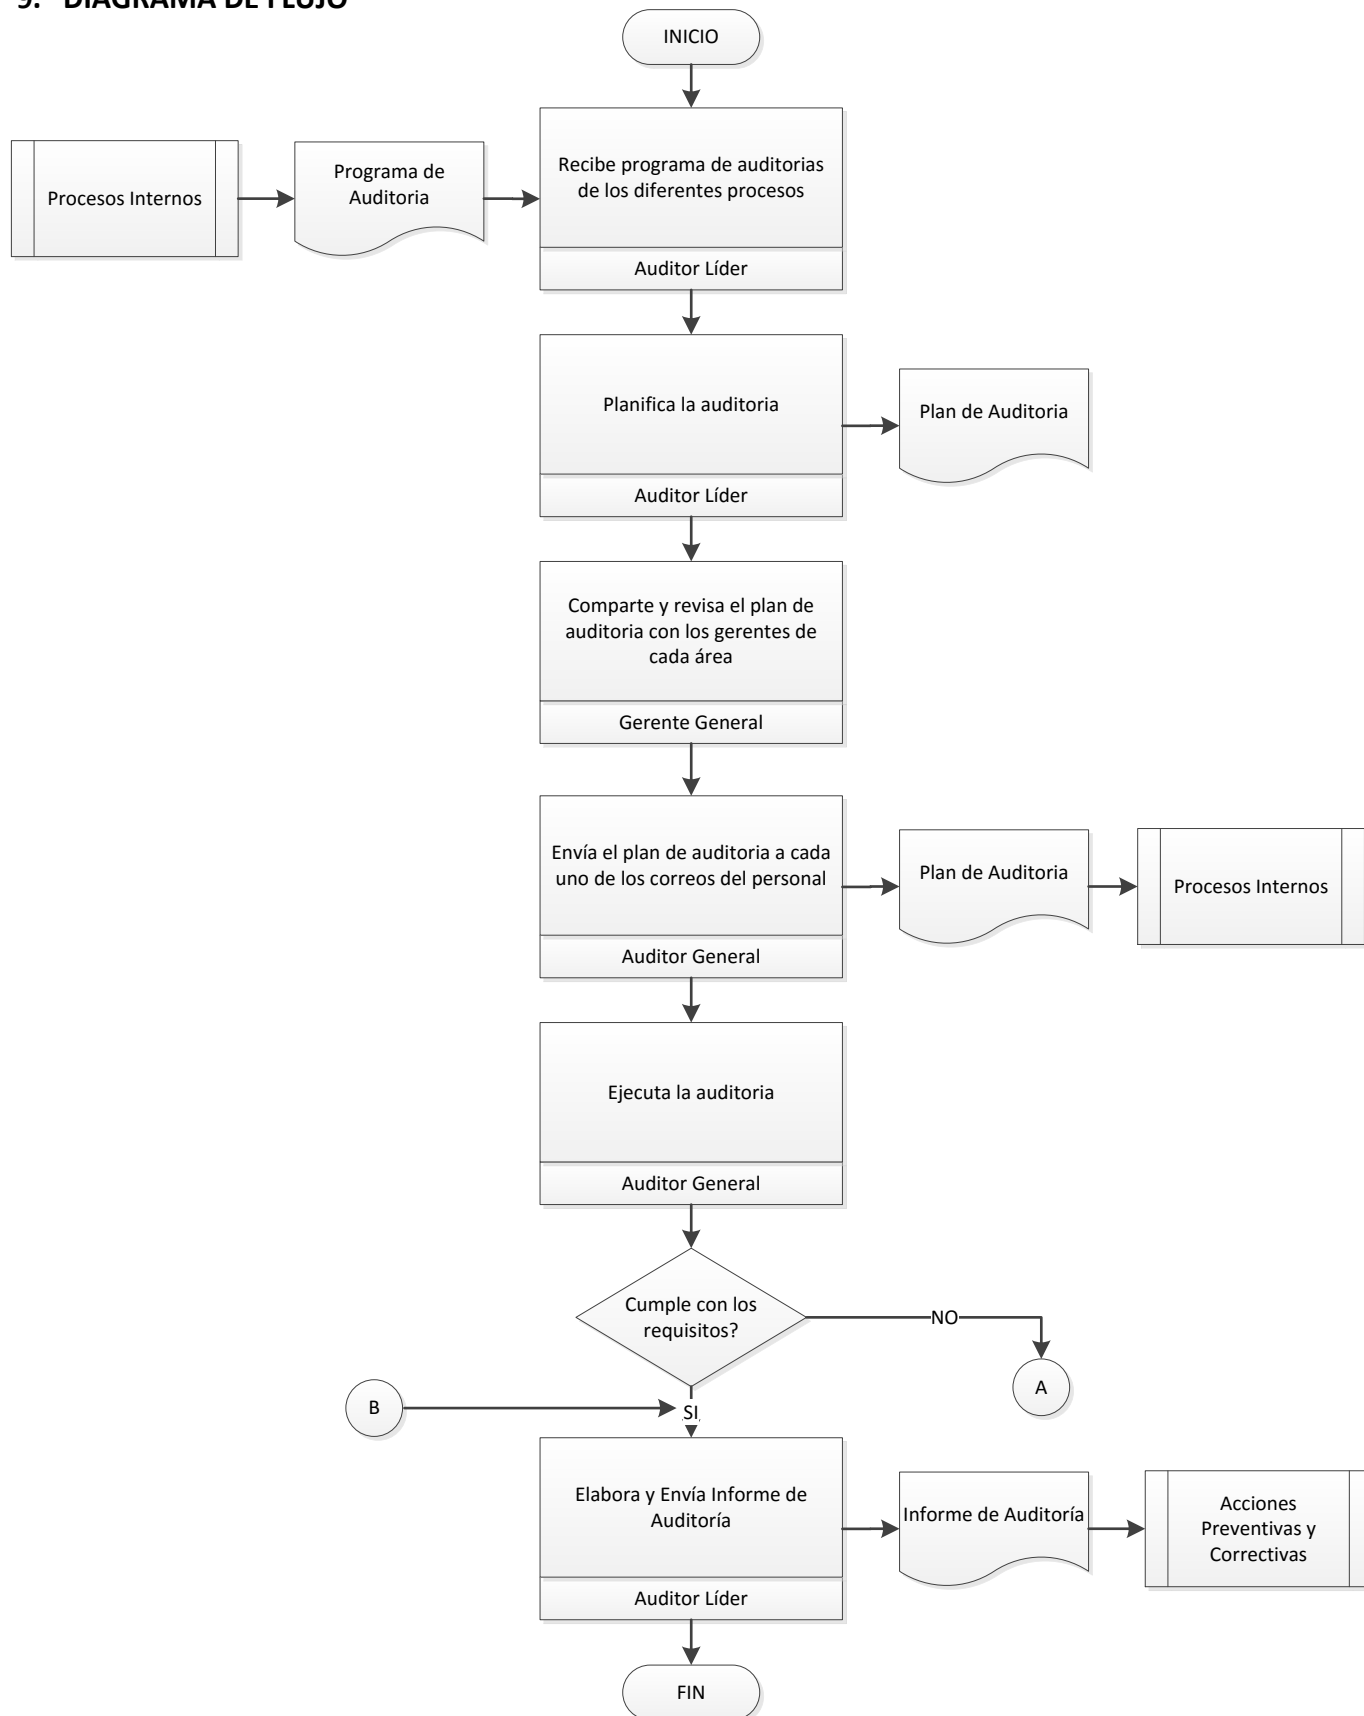 9. DIAGRAMA DE FLUJO
INICIO
Procesos Internos
Programa de
Auditoria
Recibe programa de auditorias
de los diferentes procesos
Auditor Líder
Planifica la auditoria
Auditor Líder
Plan de Auditoria
Comparte y revisa el plan de
auditoria con los gerentes de
cada área
Gerente General
Envía el plan de auditoria a cada
uno de los correos del personal
Auditor General
Plan de Auditoria
Procesos Internos
Ejecuta la auditoria
Auditor General
Cumple con los
requisitos?
NO
A
B
SI
Elabora y Envía Informe de
Auditoría
Auditor Líder
Informe de Auditoría
Acciones
Preventivas y
Correctivas
FIN